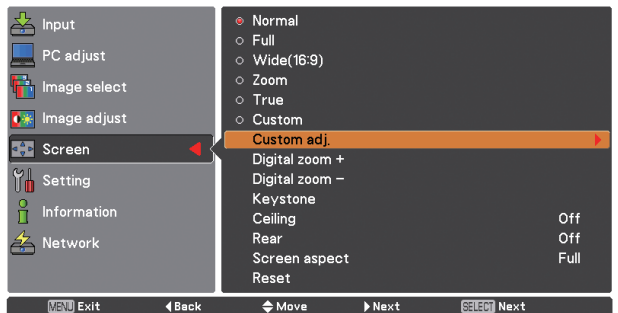 Input
PC adjust
Image select
Image adjust
Screen
Setting
Information
Network
Normal
Full
Wide(16:9)
Zoom
True
Custom
Custom adj.
Digital zoom +
Digital zoom –
Keystone
Ceiling Off
Rear Off
Screen aspect Full
Reset
MENU Exit Back Move Next SELECT Next